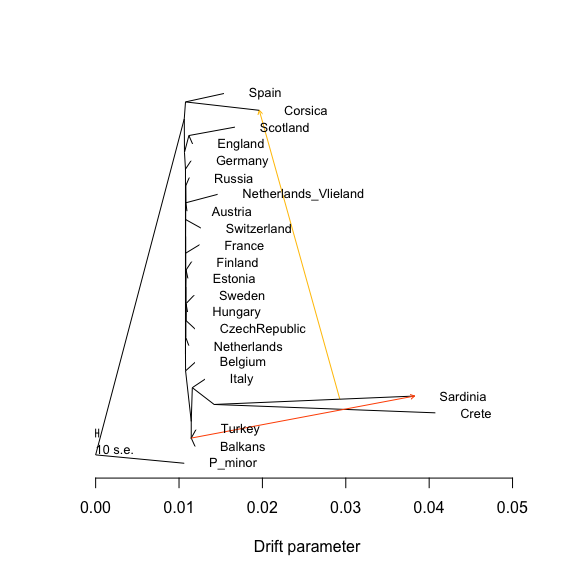 Spain
Corsica
Scotland
England
Germany
Russia
Netherlands_Vlieland
Austria
Switzerland
France
Finland
Estonia
Sweden
Hungary
CzechRepublic
Netherlands
Belgium
Italy
Sardinia
Crete
Turkey
Balkans
10 s.e.
P_minor
0.00 0.01 0.02 0.03 0.04 0.05
Drift parameter